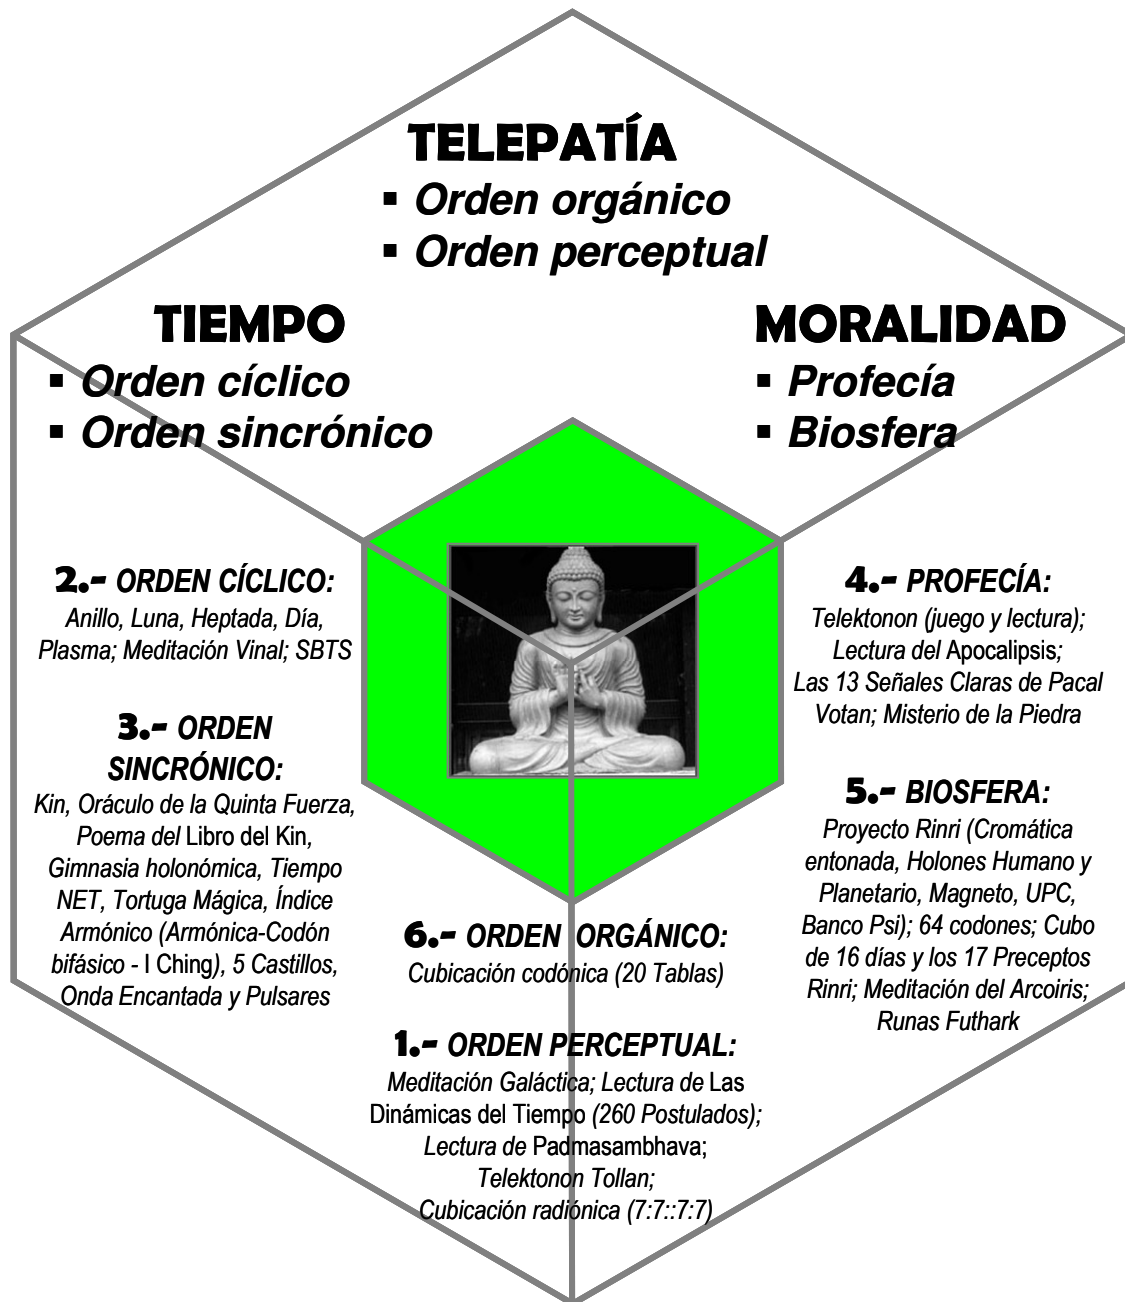 TELEPATÍA
▪ Orden orgánico
▪ Orden perceptual
TIEMPO
▪ Orden cíclico
▪ Orden sincrónico
MORALIDAD
▪ Profecía
▪ Biosfera
2.- ORDEN CÍCLICO:
Anillo, Luna, Heptada, Día,
Plasma; Meditación Vinal; SBTS
3.- ORDEN
SINCRÓNICO:
Kin, Oráculo de la Quinta Fuerza,
Poema del Libro del Kin,
Gimnasia holonómica, Tiempo
NET, Tortuga Mágica, Índice
Armónico (Armónica-Codón
bifásico - I Ching), 5 Castillos,
Onda Encantada y Pulsares
4.- PROFECÍA:
Telektonon (juego y lectura);
Lectura del Apocalipsis;
Las 13 Señales Claras de Pacal
Votan; Misterio de la Piedra
5.- BIOSFERA:
Proyecto Rinri (Cromática
entonada, Holones Humano y
Planetario, Magneto, UPC,
Banco Psi); 64 codones; Cubo
de 16 días y los 17 Preceptos
Rinri; Meditación del Arcoiris;
Runas Futhark
6.- ORDEN ORGÁNICO:
Cubicación codónica (20 Tablas)
1.- ORDEN PERCEPTUAL:
Meditación Galáctica; Lectura de Las
Dinámicas del Tiempo (260 Postulados);
Lectura de Padmasambhava;
Telektonon Tollan;
Cubicación radiónica (7:7::7:7)